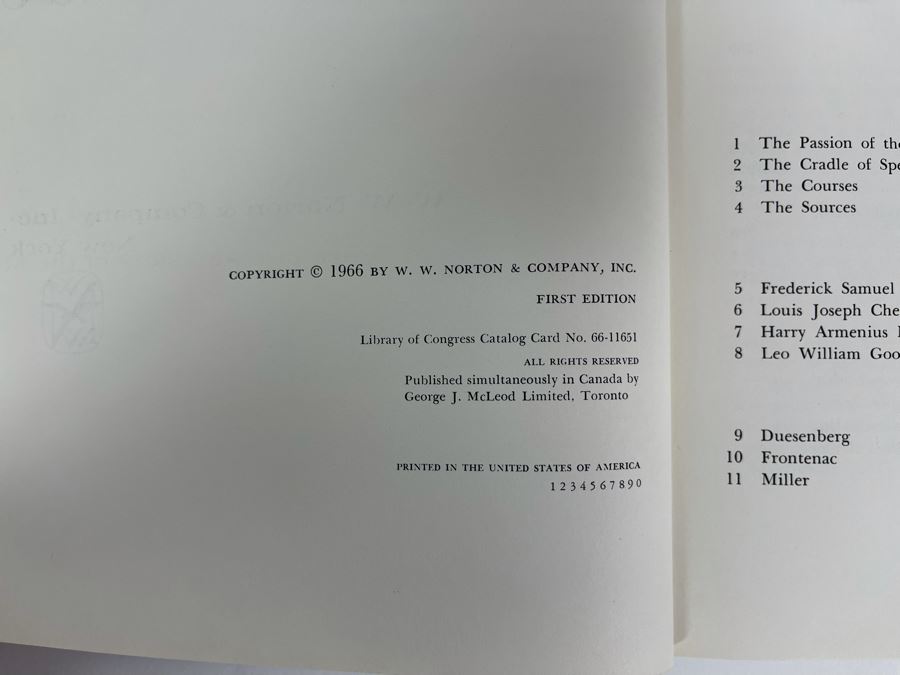 COPYRIGHT © 1966 BY W. W. NORTON & COMPANY, INC.
FIRST EDITION
Library of Congress Catalog Card No. 66-11651
ALL RIGHTS RESERVED
Published simultaneously in Canada by
George J. McLeod Limited, Toronto
PRINTED IN THE UNITED STATES OF AMERICA
1 2 3 4 5 6 7 8 9 0
1 The Passion of the
2 The Cradle of
3 The Courses
4 The Sources
5 Frederick Samuel
6 Louis Joseph
7 Harry Armenius
8 Leo William
9 Duesenberg
10 Frontenac
11 Miller